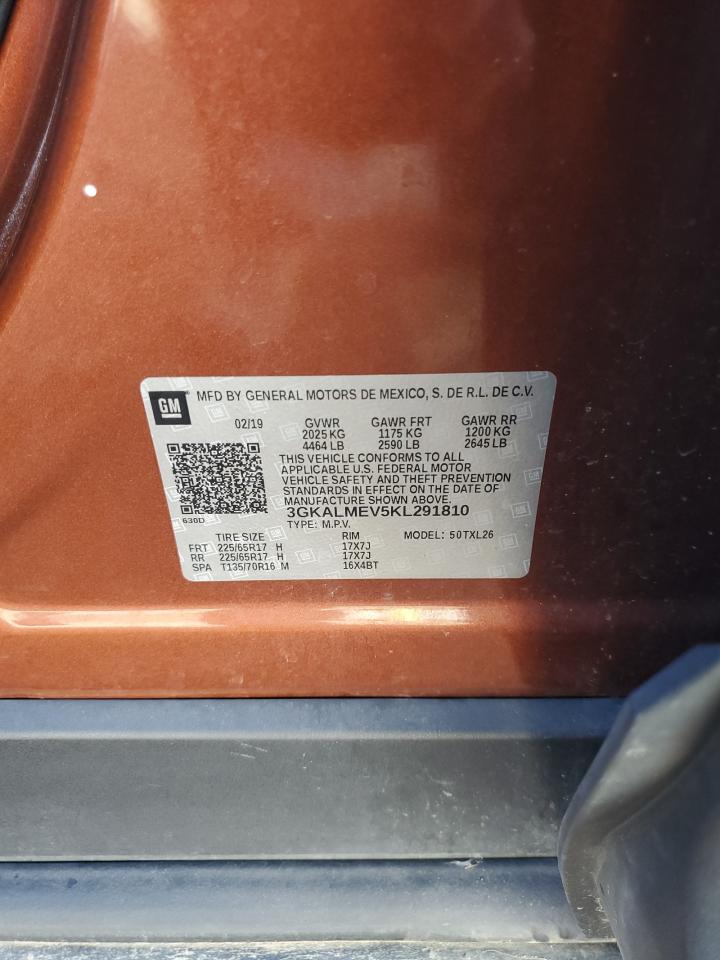 GM MFD BY GENERAL MOTORS DE MEXICO, S. DE R.L. DE C.V.
02/19 GVWR GAWR FRT GAWR RR
2025 KG 1175 KG 1200 KG
4464 LB 2590 LB 2645 LB
THIS VEHICLE CONFORMS TO ALL
APPLICABLE U.S. FEDERAL MOTOR
VEHICLE SAFETY AND THEFT PREVENTION
STANDARDS IN EFFECT ON THE DATE OF
MANUFACTURE SHOWN ABOVE.
3GKALMEV5KL291810
630D
TYPE: M.P.V.
TIRE SIZE RIM MODEL: 50TXL26
FRT 225/65R17 H 17X7J
RR 225/65R17 H 17X7J
SPA T135/70R16 M 16X4BT